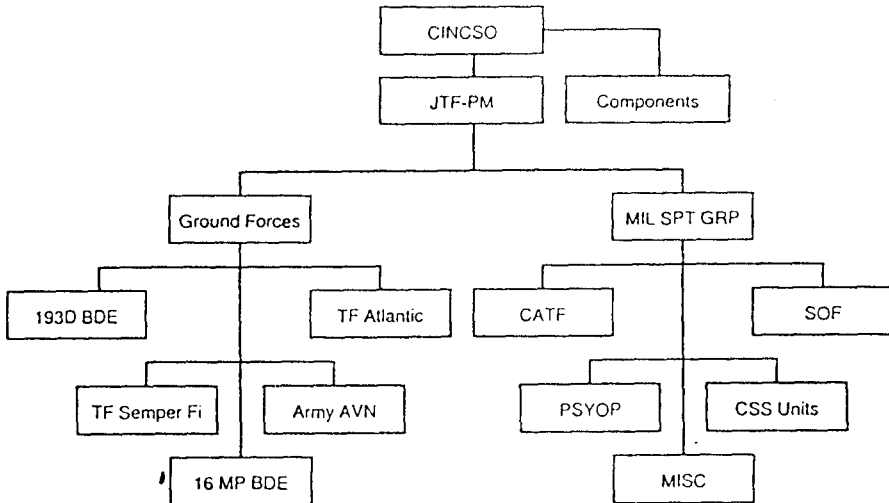 CINCSO
JTF-PM
Components
Ground Forces
MIL SPT GRP
193D BDE
TF Atlantic
CATF
SOF
TF Semper Fi
Army AVN
PSYOP
CSS Units
16 MP BDE
MISC